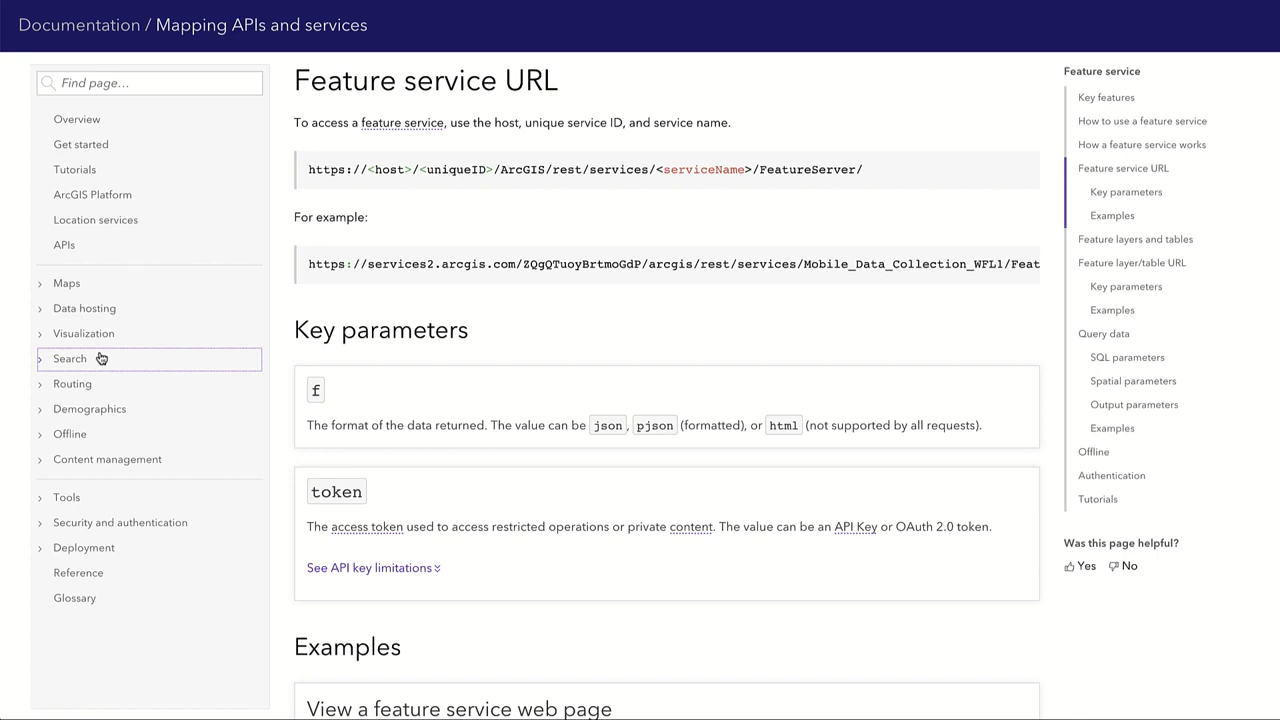 Documentation / Mapping APIs and services
Find page...
Overview
Get started
Tutorials
ArcGIS Platform
Location services
APIs
Maps
Data hosting
Visualization
Search
Routing
Demographics
Offline
Content management
Tools
Security and authentication
Deployment
Reference
Glossary
Feature service URL
To access a feature service, use the host, unique service ID, and service name.
https://<host>/<uniqueID>/ArcGIS/rest/services/<serviceName>/FeatureServer/
For example:
https://services2.arcgis.com/ZQgQTuoyBrtmoGdP/arcgis/rest/services/Mobile_Data_Collection_WFL1/Feat
Key parameters
f
The format of the data returned. The value can be json, pjson (formatted), or html (not supported by all requests).
token
The access token used to access restricted operations or private content. The value can be an API Key or OAuth 2.0 token.
See API key limitations
Examples
View a feature service web page
Feature service
Key features
How to use a feature service
How a feature service works
Feature service URL
Key parameters
Examples
Feature layers and tables
Feature layer/table URL
Key parameters
Examples
Query data
SQL parameters
Spatial parameters
Output parameters
Examples
Offline
Authentication
Tutorials
Was this page helpful?
Yes No